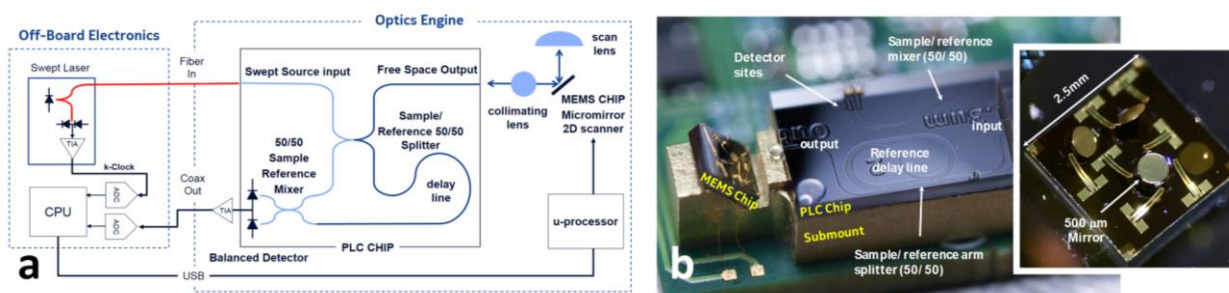 Off-Board Electronics
Optics Engine
Swept Laser
Fiber
In
Swept Source input
Free Space Output
scan
lens
collimating
lens
MEMS CHIP
Micromirror
2D scanner
Sample/
Reference 50/50
Splitter
50/50
Sample
Reference
Mixer
delay
line
TIA
k-Clock
ADC
ADC
CPU
Coax
Out
TIA
u-processor
PLC CHIP
Balanced Detector
USB
a
Detector
sites
Sample/ reference
mixer (50/ 50)
output
input
Reference
delay line
MEMS Chip
PLC Chip
Submount
Sample/ reference arm
splitter (50/ 50)
b
2.5mm
500 µm
Mirror